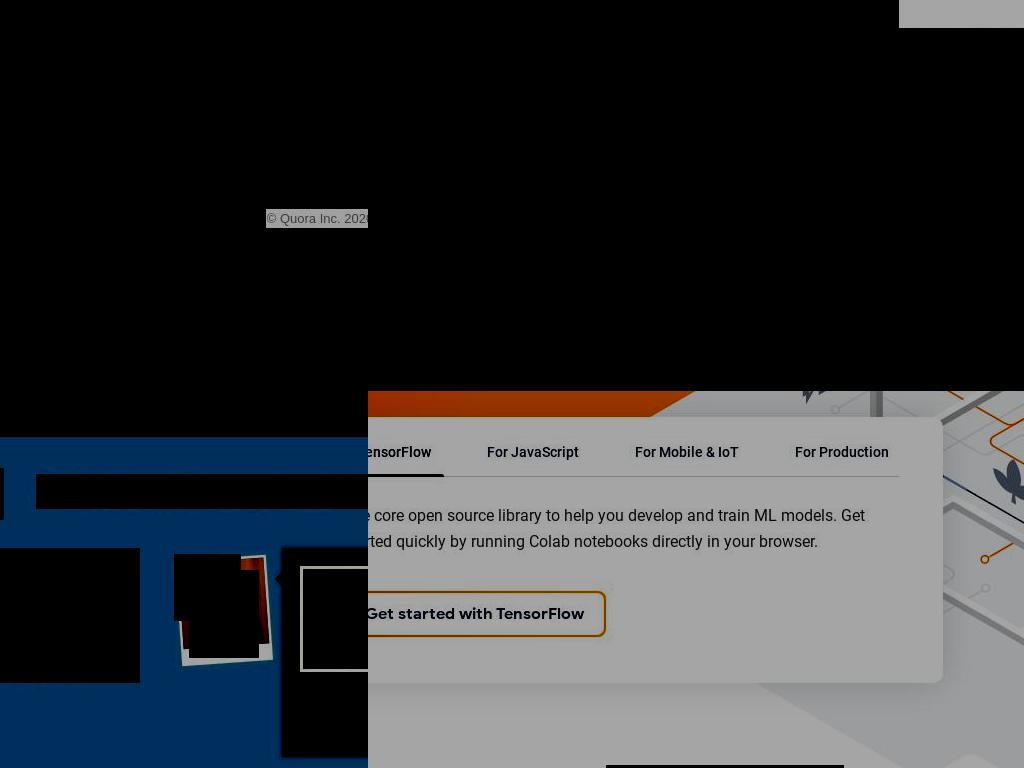 © Quora Inc. 202
ensorFlow For JavaScript For Mobile & IoT For Production
core open source library to help you develop and train ML models. Get
rted quickly by running Colab notebooks directly in your browser.
Get started with TensorFlow